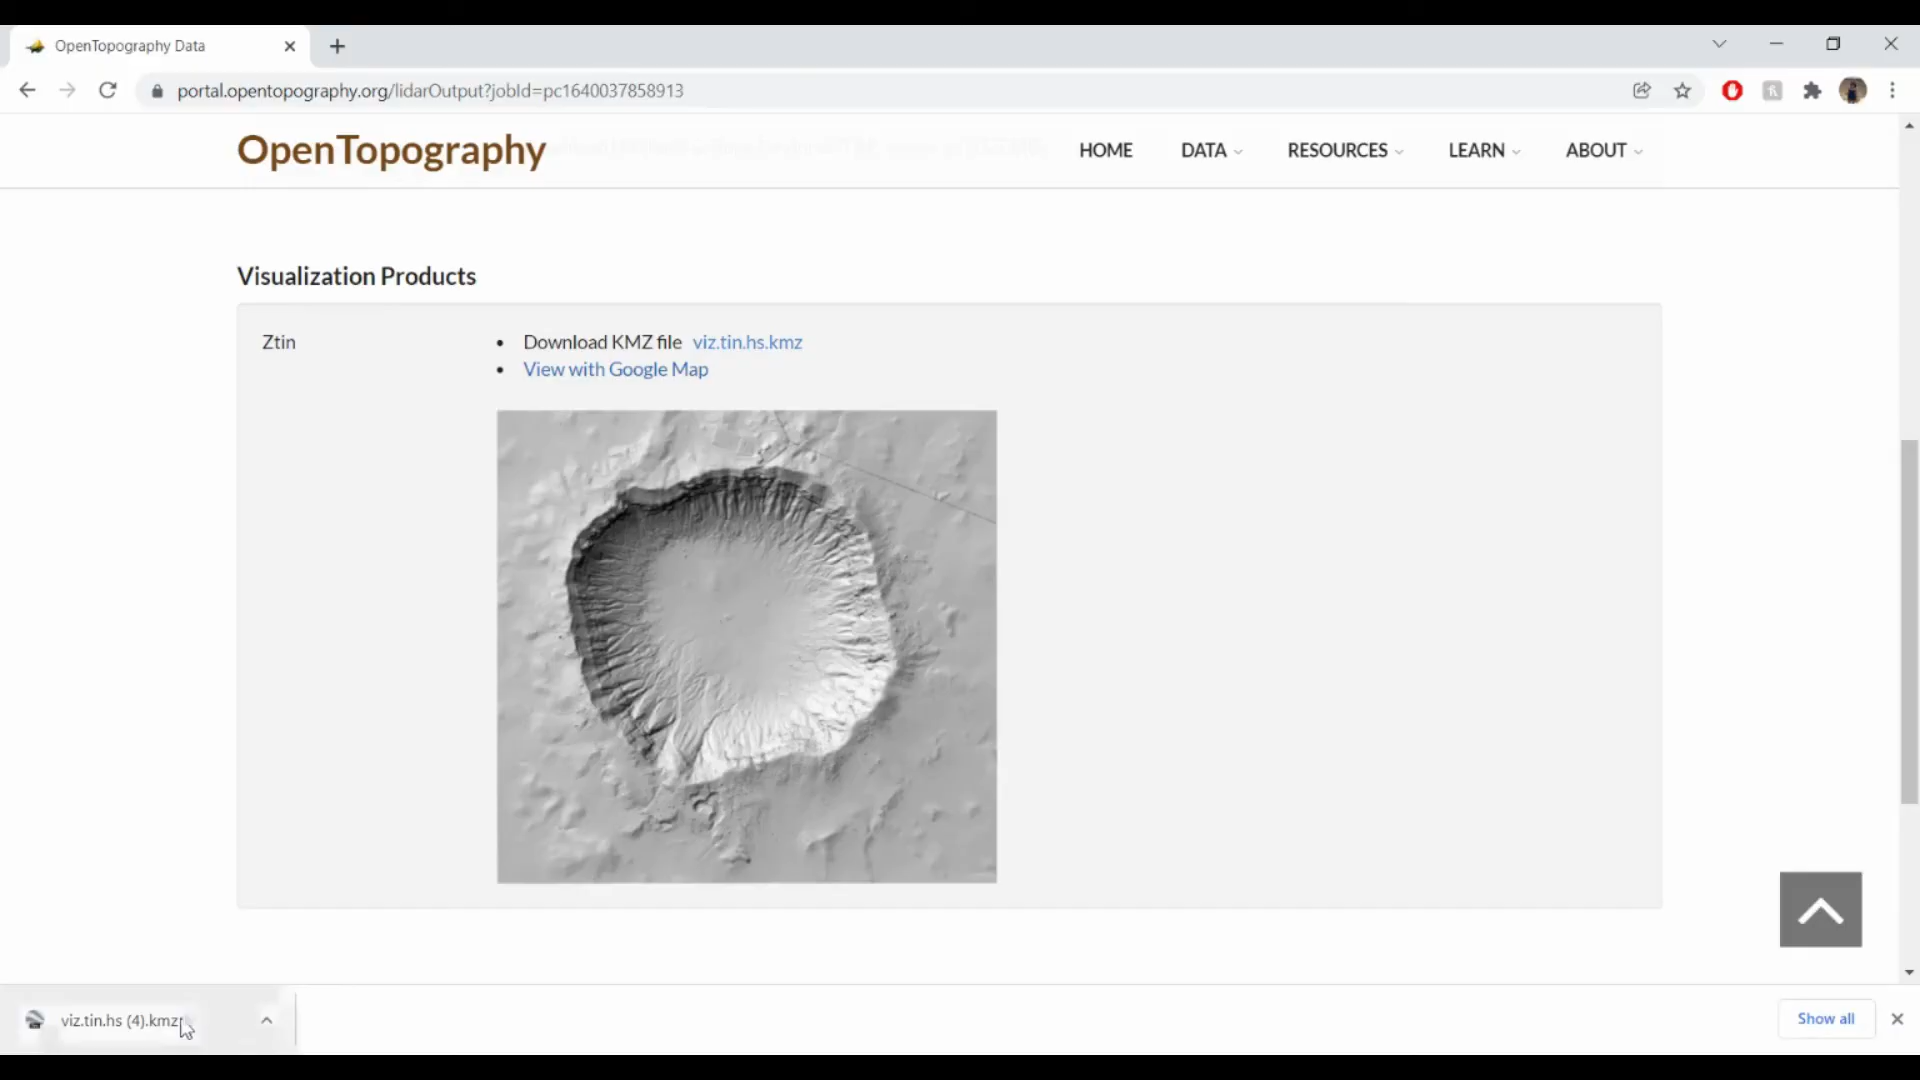 OpenTopography Data
portal.opentopography.org/lidarOutput?jobId=pc1640037858913
OpenTopography
HOME DATA RESOURCES LEARN ABOUT
Visualization Products
Ztin
• Download KMZ file viz.tin.hs.kmz
• View with Google Map
viz.tin.hs (4).kmz
Show all